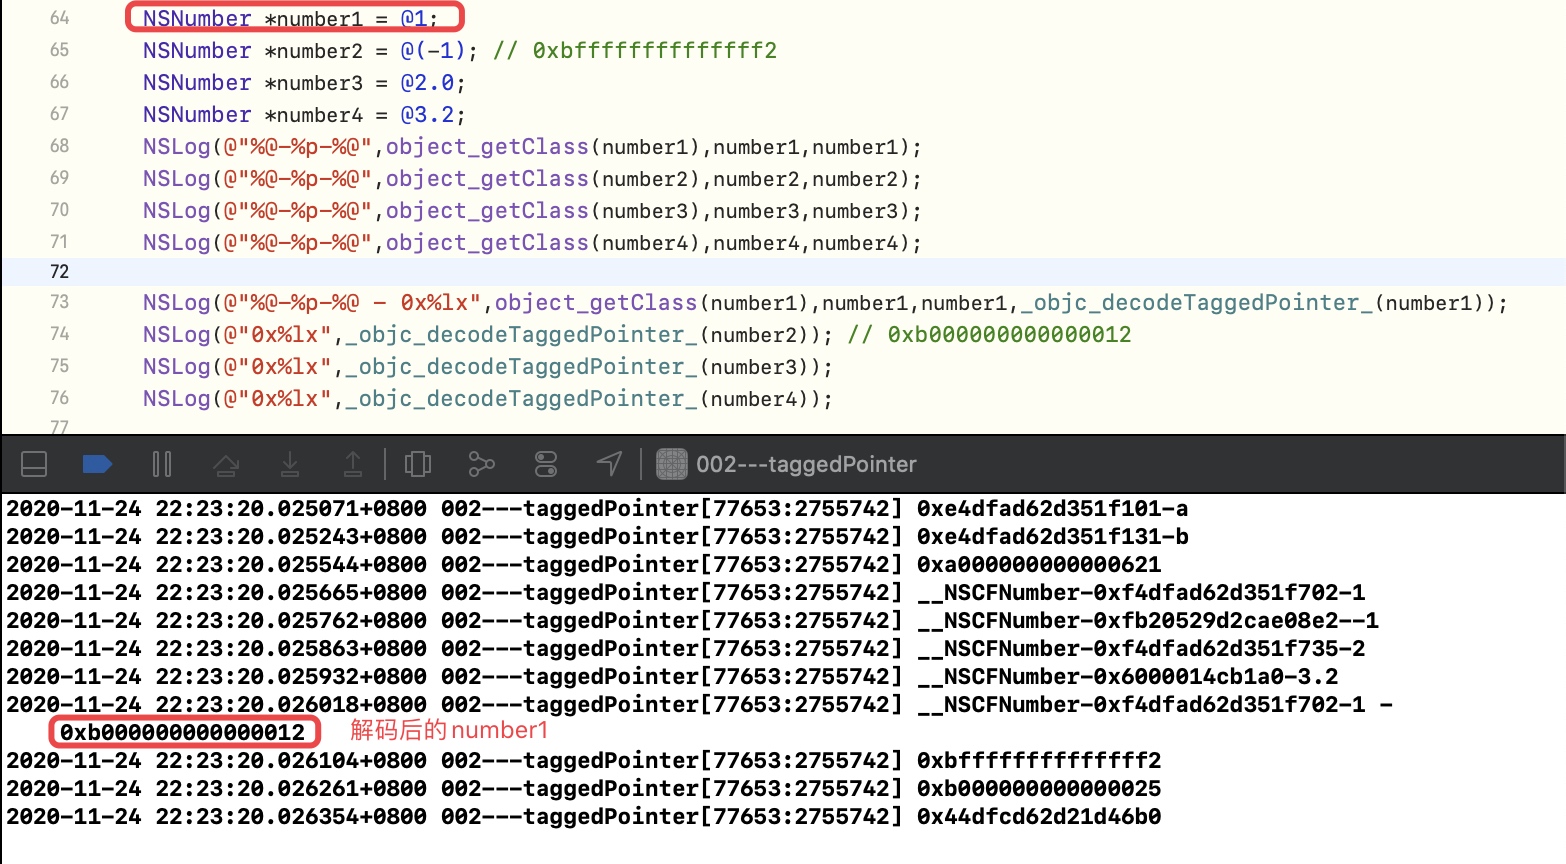 64 NSNumber *number1 = @1;
65 NSNumber *number2 = @(-1); // 0xbffffffffffffff2
66 NSNumber *number3 = @2.0;
67 NSNumber *number4 = @3.2;
68 NSLog(@"%@-%p-%@",object_getClass(number1),number1,number1);
69 NSLog(@"%@-%p-%@",object_getClass(number2),number2,number2);
70 NSLog(@"%@-%p-%@",object_getClass(number3),number3,number3);
71 NSLog(@"%@-%p-%@",object_getClass(number4),number4,number4);
72
73 NSLog(@"%@-%p-%@ - 0x%lx",object_getClass(number1),number1,number1,_objc_decodeTaggedPointer_(number1));
74 NSLog(@"0x%lx",_objc_decodeTaggedPointer_(number2)); // 0xb000000000000012
75 NSLog(@"0x%lx",_objc_decodeTaggedPointer_(number3));
76 NSLog(@"0x%lx",_objc_decodeTaggedPointer_(number4));
77
002---taggedPointer
2020-11-24 22:23:20.025071+0800 002---taggedPointer[77653:2755742] 0xe4dfad62d351f101-a
2020-11-24 22:23:20.025243+0800 002---taggedPointer[77653:2755742] 0xe4dfad62d351f131-b
2020-11-24 22:23:20.025544+0800 002---taggedPointer[77653:2755742] 0xa000000000000621
2020-11-24 22:23:20.025665+0800 002---taggedPointer[77653:2755742] __NSCFNumber-0xf4dfad62d351f702-1
2020-11-24 22:23:20.025762+0800 002---taggedPointer[77653:2755742] __NSCFNumber-0xfb20529d2cae08e2--1
2020-11-24 22:23:20.025863+0800 002---taggedPointer[77653:2755742] __NSCFNumber-0xf4dfad62d351f735-2
2020-11-24 22:23:20.025932+0800 002---taggedPointer[77653:2755742] __NSCFNumber-0x6000014cb1a0-3.2
2020-11-24 22:23:20.026018+0800 002---taggedPointer[77653:2755742] __NSCFNumber-0xf4dfad62d351f702-1 -
0xb000000000000012 解码后的number1
2020-11-24 22:23:20.026104+0800 002---taggedPointer[77653:2755742] 0xbffffffffffffff2
2020-11-24 22:23:20.026261+0800 002---taggedPointer[77653:2755742] 0xb000000000000025
2020-11-24 22:23:20.026354+0800 002---taggedPointer[77653:2755742] 0x44dfcd62d21d46b0